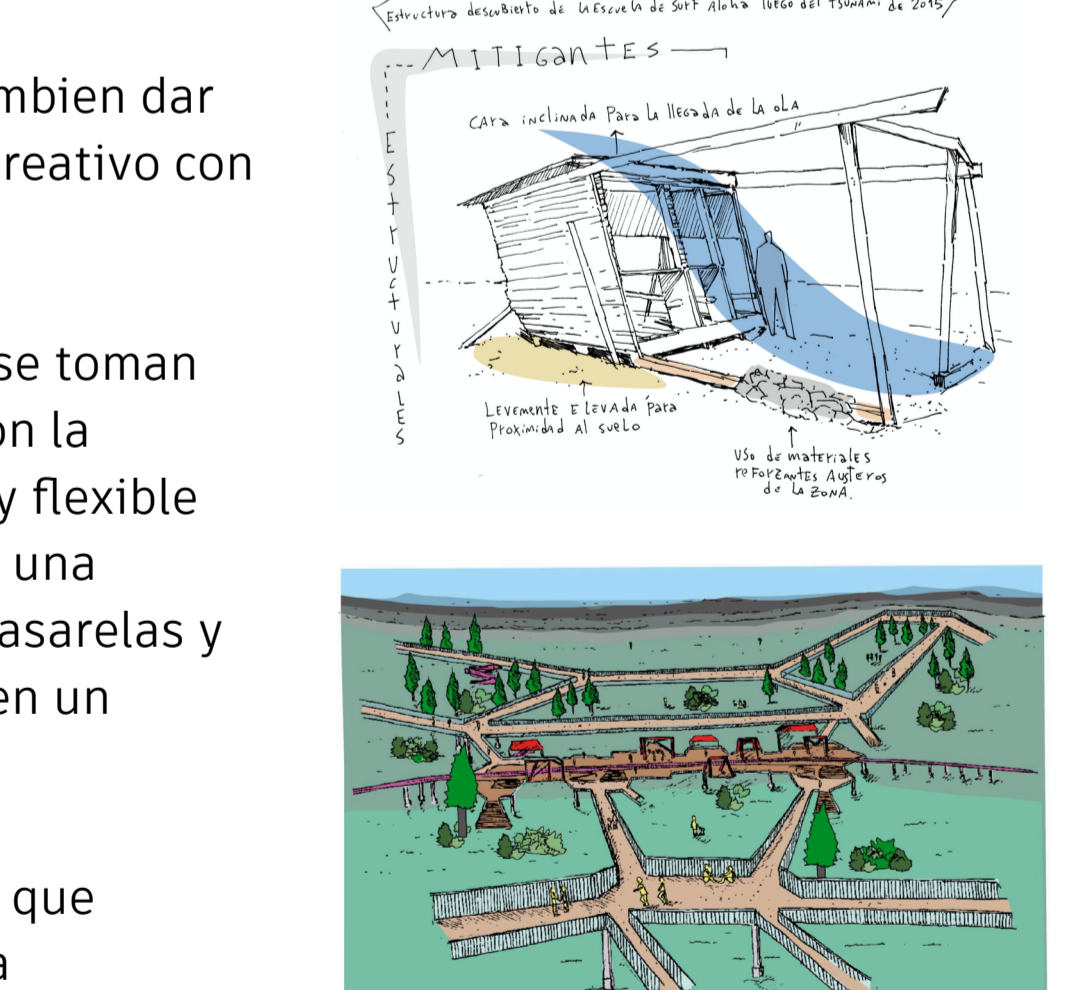 mbien dar
reativo con
se toman
on la
y flexible
una
asarelas y
en un
que
a
Estructura descubierto de la Escuela de Surf Aloha luego del tsunami de 2015
MITIGantES
EStrUctUraLES
CAra inclinada Para la llegada de la ola
Levemente Elevada para
Proximidad Al suelo
Uso de materiales
reforzantes Austeros
de la zona.